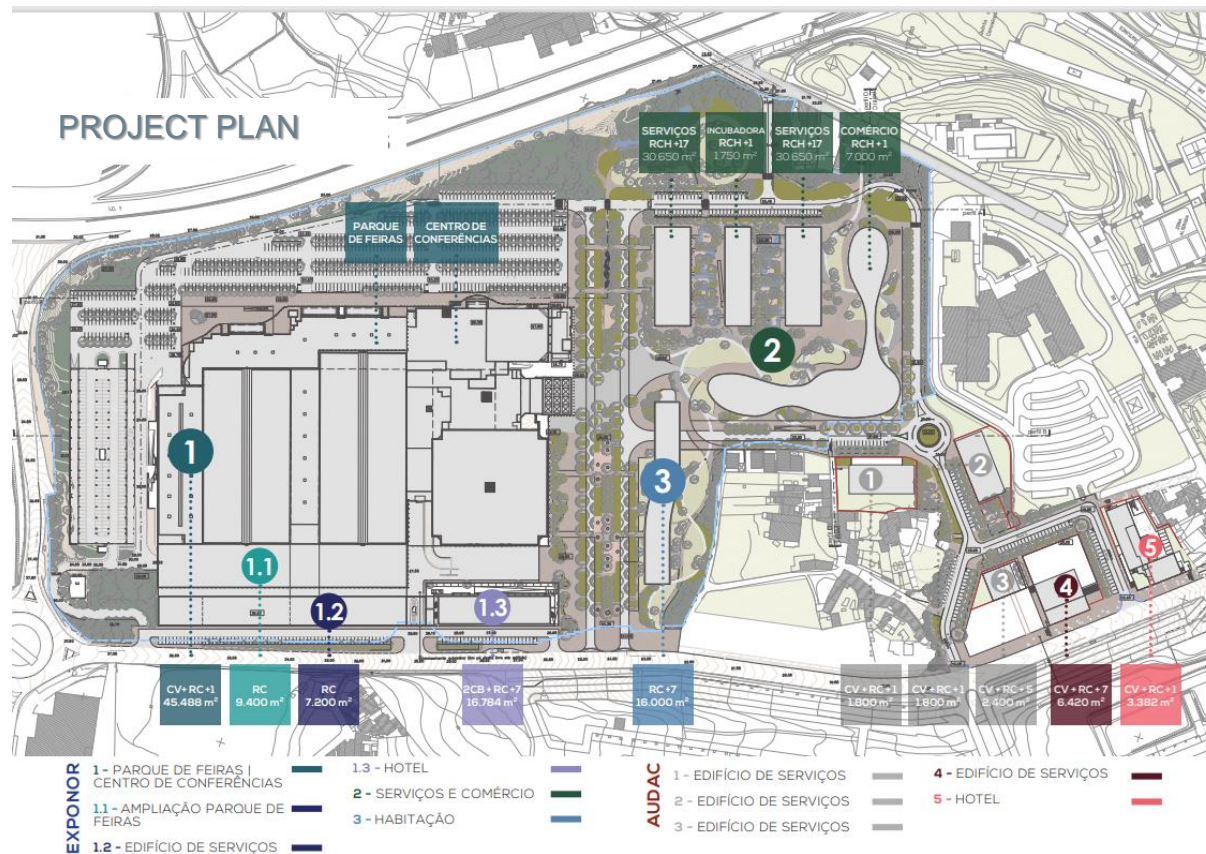 PROJECT PLAN
SERVIÇOS
RCH +17
30.650 m²
INCUBADORA
RCH +1
1.750 m²
SERVIÇOS
RCH +17
30.650 m²
COMÉRCIO
RCH +1
7.000 m²
PARQUE
DE FEIRAS
CENTRO DE
CONFERÊNCIAS
2
1
3
1
2
1.1
1.2
1.3
3
4
5
CV+ RC +1
45.488 m²
RC
9.400 m²
RC
7.200 m²
2CB + RC +7
16.784 m²
RC +7
16.000 m²
CV + RC +1
1.800 m²
CV + RC +1
1.800 m²
CV + RC + 5
2.400 m²
CV + RC + 7
6.420 m²
CV + RC +1
3.382 m²
EXPONOR
1 - PARQUE DE FEIRAS |
CENTRO DE CONFERÊNCIAS
1.1 - AMPLIAÇÃO PARQUE DE
FEIRAS
1.2 - EDIFÍCIO DE SERVIÇOS
1.3 - HOTEL
2 - SERVIÇOS E COMÉRCIO
3 - HABITAÇÃO
AUDAC
1 - EDIFÍCIO DE SERVIÇOS
2 - EDIFÍCIO DE SERVIÇOS
3 - EDIFÍCIO DE SERVIÇOS
4 - EDIFÍCIO DE SERVIÇOS
5 - HOTEL